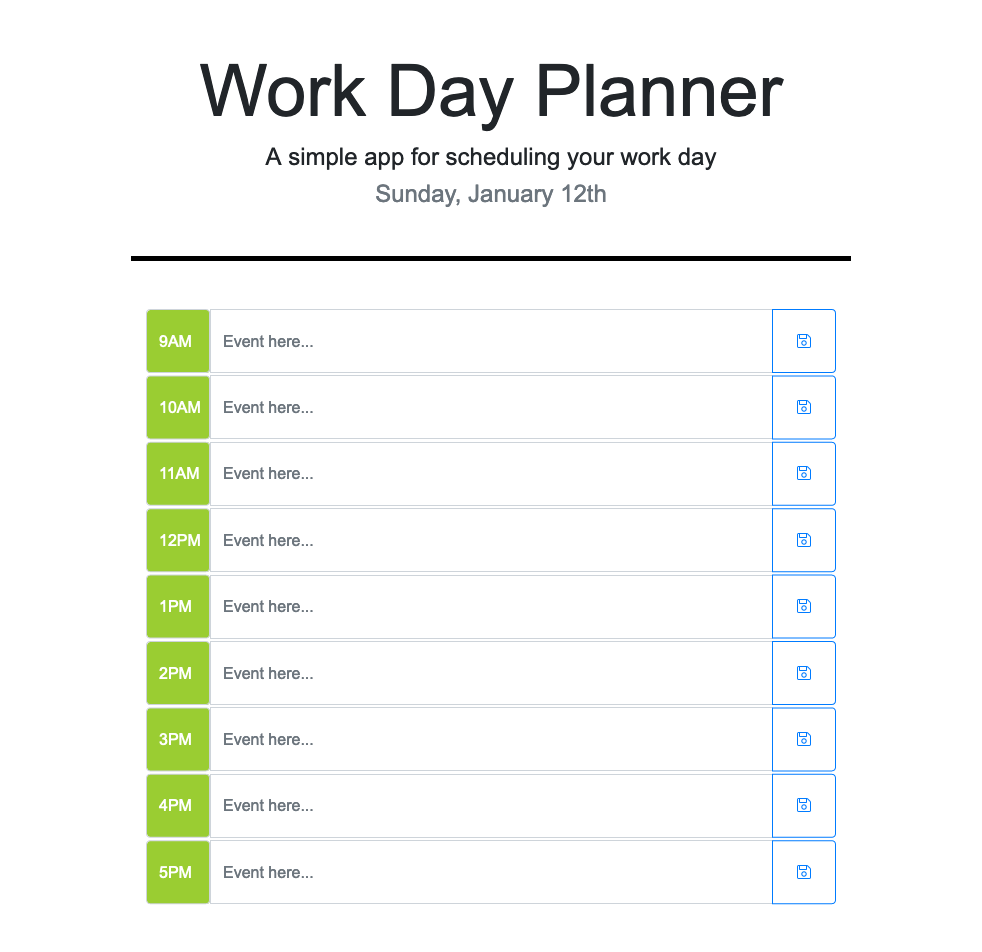 Work Day Planner
A simple app for scheduling your work day
Sunday, January 12th
9AM Event here...
10AM Event here...
11AM Event here...
12PM Event here...
1PM Event here...
2PM Event here...
3PM Event here...
4PM Event here...
5PM Event here...